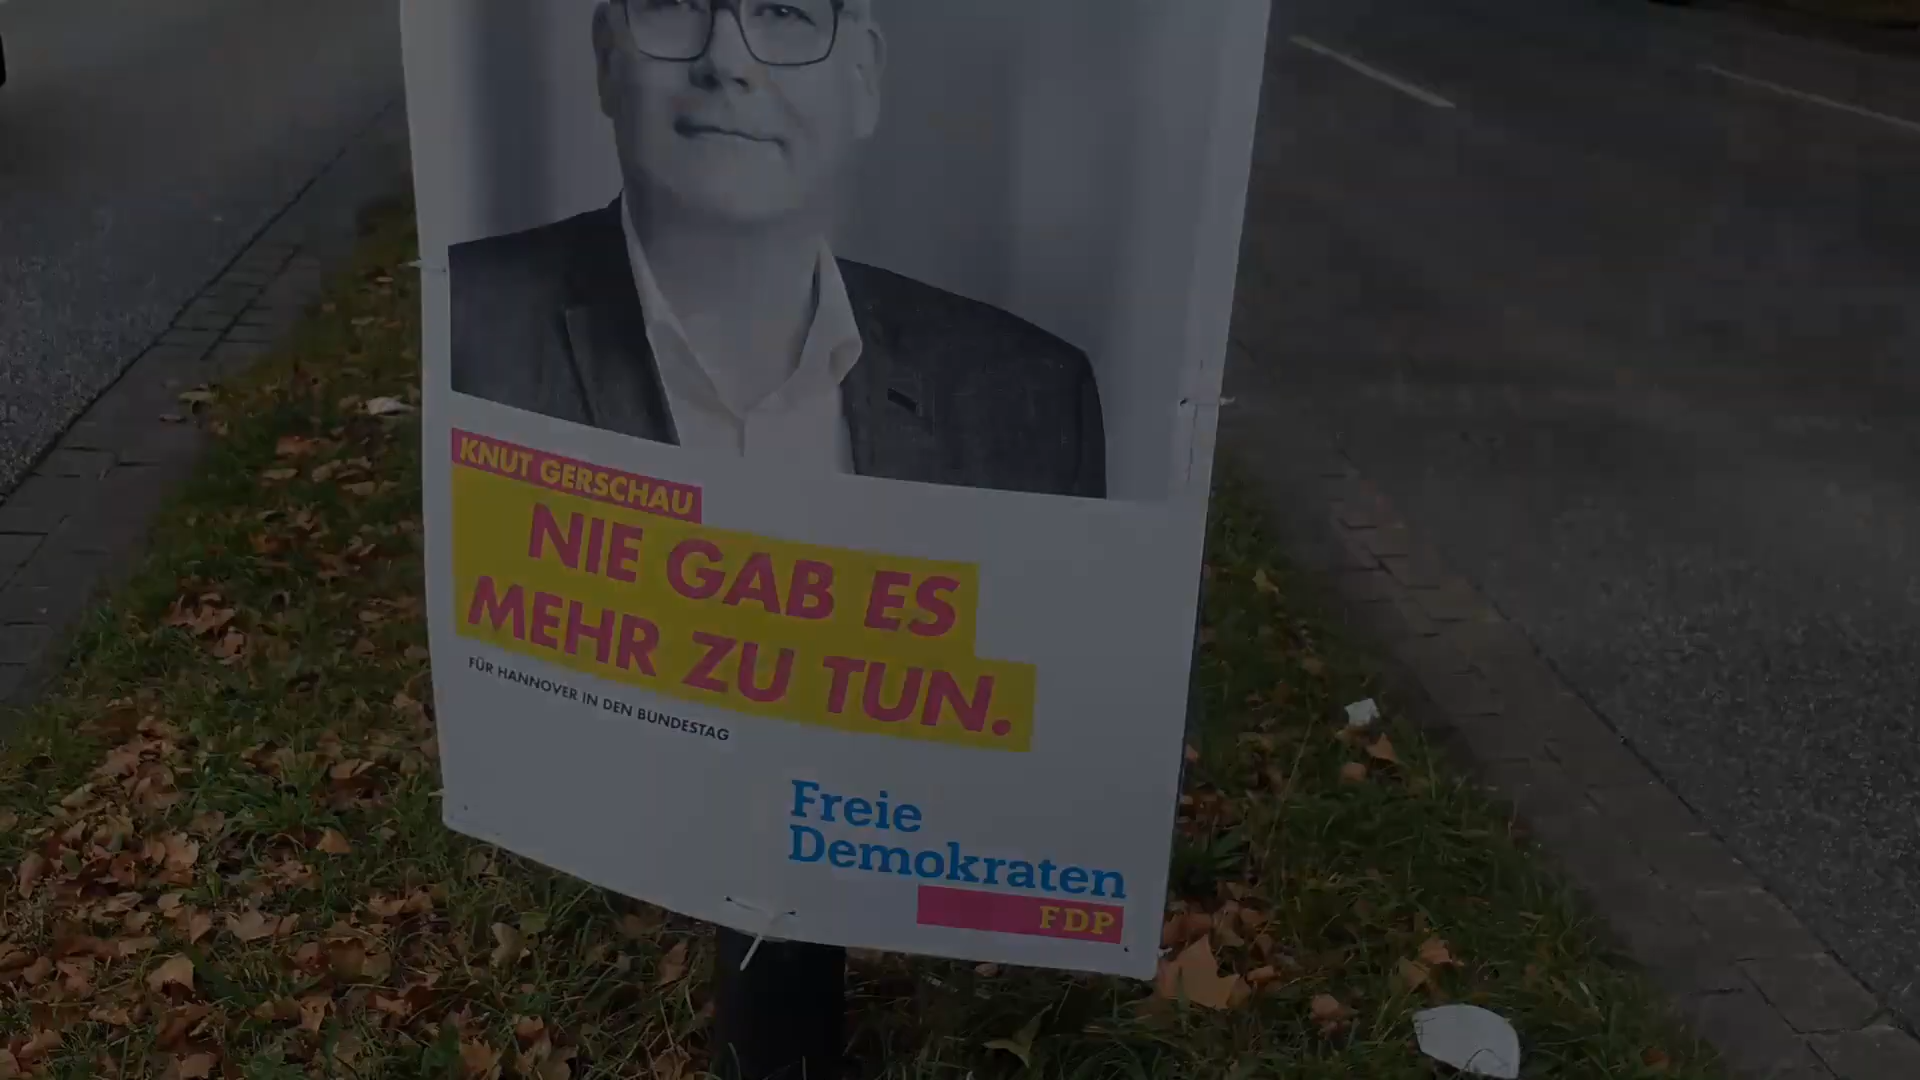 KNUT GERSCHAU
NIE GAB ES
MEHR ZU TUN.
FÜR HANNOVER IN DEN BUNDESTAG
Freie
Demokraten
FDP